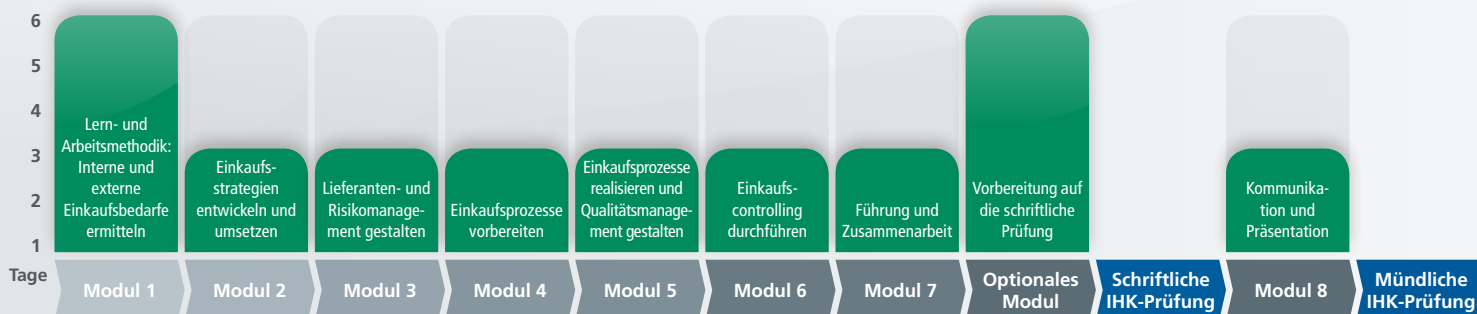 6
5
4
3
2
1
Tage
Lern- und
Arbeitsmethodik:
Interne und
externe
Einkaufsbedarfe
ermitteln
Einkaufs-
strategien
entwickeln und
umsetzen
Lieferanten- und
Risikomanage-
ment gestalten
Einkaufsprozesse
vorbereiten
Einkaufsprozesse
realisieren und
Qualitätsmanage-
ment gestalten
Einkaufs-
controlling
durchführen
Führung und
Zusammenarbeit
Vorbereitung auf
die schriftliche
Prüfung
Kommunika-
tion und
Präsentation
Modul 1
Modul 2
Modul 3
Modul 4
Modul 5
Modul 6
Modul 7
Optionales
Modul
Schriftliche
IHK-Prüfung
Modul 8
Mündliche
IHK-Prüfung